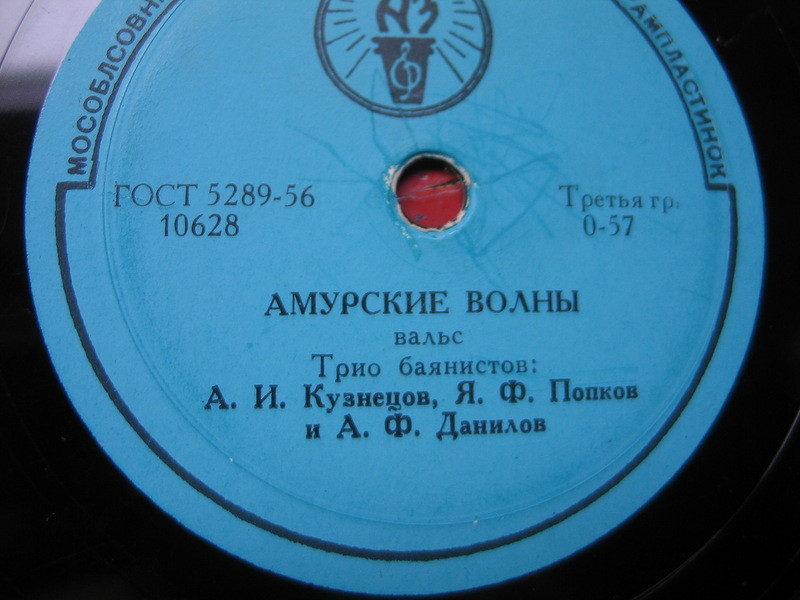 МОСОБЛСОВН
АМПЛАСТИНОК
ГОСТ 5289-56
10628
Третья гр.
0-57
АМУРСКИЕ ВОЛНЫ
вальс
Трио баянистов:
А. И. Кузнецов, Я. Ф. Попков
и А. Ф. Данилов